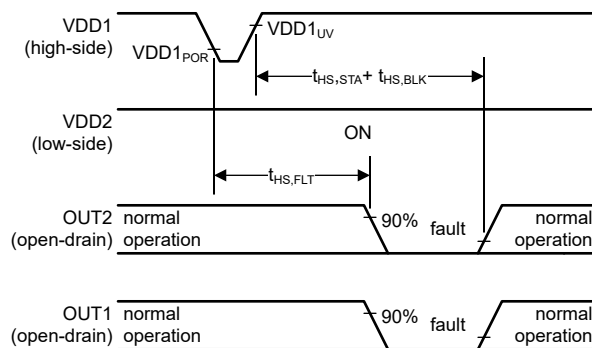 VDD1
(high-side)
VDD1POR
VDD1UV
tHS,STA+ tHS,BLK
VDD2
(low-side)
ON
tHS,FLT
OUT2
(open-drain)
normal
operation
90%
fault
normal
operation
OUT1
(open-drain)
normal
operation
90%
fault
normal
operation